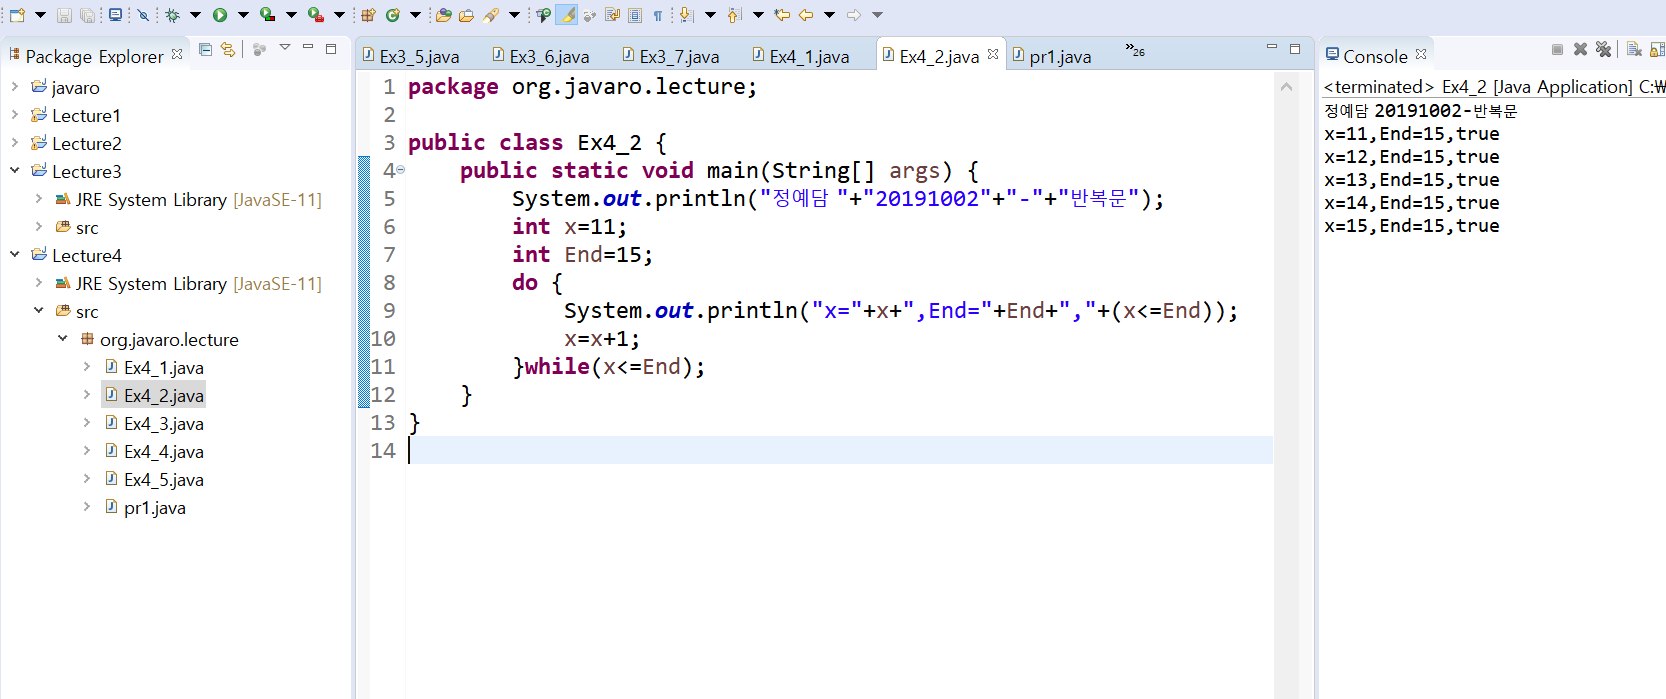 Package Explorer
javaro
Lecture1
Lecture2
Lecture3
JRE System Library [JavaSE-11]
src
Lecture4
JRE System Library [JavaSE-11]
src
org.javaro.lecture
Ex4_1.java
Ex4_2.java
Ex4_3.java
Ex4_4.java
Ex4_5.java
pr1.java
Ex3_5.java Ex3_6.java Ex3_7.java Ex4_1.java Ex4_2.java pr1.java »26
1 package org.javaro.lecture;
2
3 public class Ex4_2 {
4 public static void main(String[] args) {
5 System.out.println("정예담 "+"20191002"+"-"+"반복문");
6 int x=11;
7 int End=15;
8 do {
9 System.out.println("x="+x+",End="+End+","+(x<=End));
10 x=x+1;
11 }while(x<=End);
12 }
13 }
14
Console
<terminated> Ex4_2 [Java Application] C:₩
정예담 20191002-반복문
x=11,End=15,true
x=12,End=15,true
x=13,End=15,true
x=14,End=15,true
x=15,End=15,true